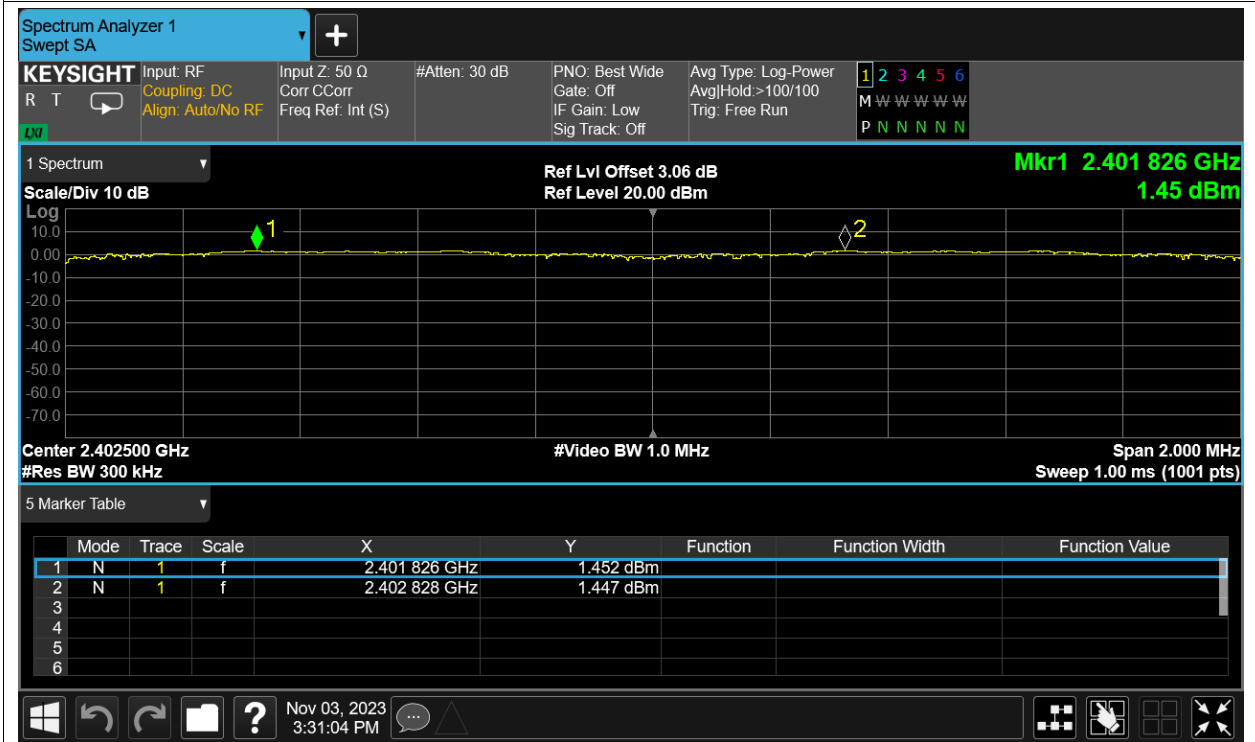 Spectrum Analyzer 1
Swept SA
KEYSIGHT Input: RF Input Z: 50 Ω #Atten: 30 dB PNO: Best Wide Avg Type: Log-Power 1 2 3 4 5 6
R T Coupling: DC Corr CCorr Gate: Off Avg|Hold:>100/100 M W W W W W
Align: Auto/No RF Freq Ref: Int (S) IF Gain: Low Trig: Free Run
LXI Sig Track: Off P N N N N N
1 Spectrum Ref Lvl Offset 3.06 dB Mkr1 2.401 826 GHz
Scale/Div 10 dB Ref Level 20.00 dBm 1.45 dBm
Log
10.0 1 2
0.00
-10.0
-20.0
-30.0
-40.0
-50.0
-60.0
-70.0
Center 2.402500 GHz #Video BW 1.0 MHz Span 2.000 MHz
#Res BW 300 kHz Sweep 1.00 ms (1001 pts)
5 Marker Table
Mode Trace Scale X Y Function Function Width Function Value
1 N 1 f 2.401 826 GHz 1.452 dBm
2 N 1 f 2.402 828 GHz 1.447 dBm
3
4
5
6
? Nov 03, 2023
3:31:04 PM